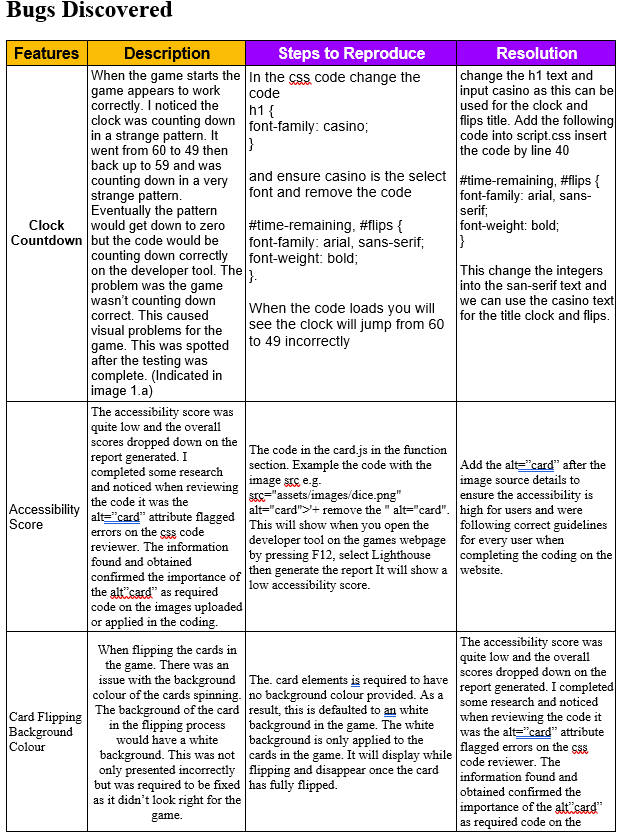 Bugs Discovered
Features
Description
Steps to Reproduce
Resolution
Clock
Countdown
When the game starts the
game appears to work
correctly. I noticed the
clock was counting down
in a strange pattern. It
went from 60 to 49 then
back up to 59 and was
counting down in a very
strange pattern.
Eventually the pattern
would get down to zero
but the code would be
counting down correctly
on the developer tool. The
problem was the game
wasn't counting down
correct. This caused
visual problems for the
game. This was spotted
after the testing was
complete. (Indicated in
image 1.a)
In the css code change the
code
h1 {
font-family: casino;
}
and ensure casino is the select
font and remove the code
#time-remaining, #flips {
font-family: arial, sans-serif;
font-weight: bold;
}.
When the code loads you will
see the clock will jump from 60
to 49 incorrectly
change the h1 text and
input casino as this can be
used for the clock and
flips title. Add the following
code into script.css insert
the code by line 40
#time-remaining, #flips {
font-family: arial, sans-
serif;
font-weight: bold;
}
This change the integers
into the san-serif text and
we can use the casino text
for the title clock and flips.
Accessibility
Score
The accessibility score was
quite low and the overall
scores dropped down on the
report generated. I
completed some research
and noticed when reviewing
the code it was the
alt=”card” attribute flagged
errors on the css code
reviewer. The information
found and obtained
confirmed the importance of
the alt”card” as required
code on the images uploaded
or applied in the coding.
The code in the card.js in the function
section. Example the code with the
image src e.g.
src="assets/images/dice.png"
alt="card">'+ remove the " alt="card".
This will show when you open the
developer tool on the games webpage
by pressing F12, select Lighthouse
then generate the report It will show a
low accessibility score.
Add the alt=”card” after the
image source details to
ensure the accessibility is
high for users and were
following correct guidelines
for every user when
completing the coding on the
website.
Card Flipping
Background
Colour
When flipping the cards in
the game. There was an
issue with the background
colour of the cards spinning.
The background of the card
in the flipping process
would have a white
background. This was not
only presented incorrectly
but was required to be fixed
as it didn't look right for the
game.
The. card elements is required to have
no background colour provided. As a
result, this is defaulted to an white
background in the game. The white
background is only applied to the
cards in the game. It will display while
flipping and disappear once the card
has fully flipped.
The accessibility score was
quite low and the overall
scores dropped down on the
report generated. I completed
some research and noticed
when reviewing the code it
was the alt=”card” attribute
flagged errors on the css
code reviewer. The
information found and
obtained confirmed the
importance of the alt”card”
as required code on the